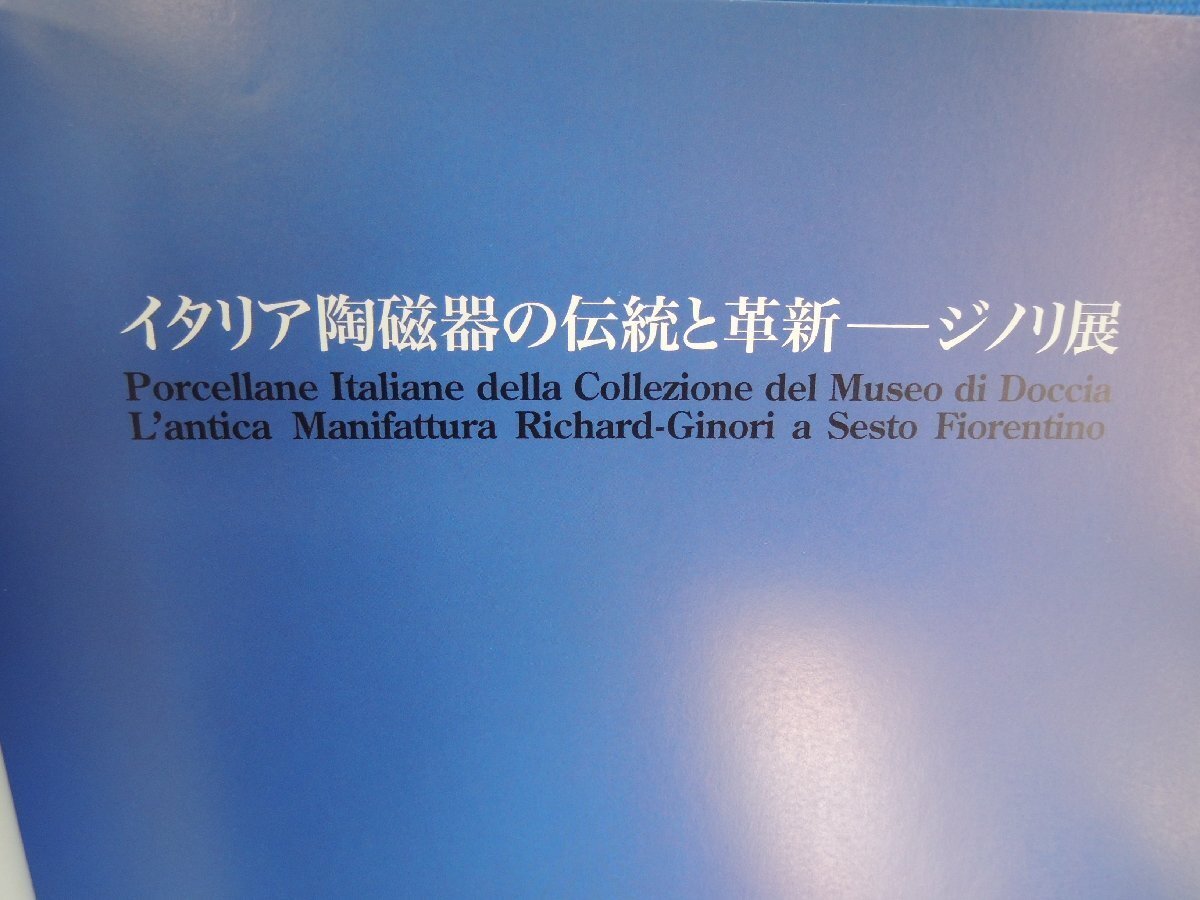 イタリア陶磁器の伝統と革新──ジノリ展
Porcellane Italiane della Collezione del Museo di Doccia
L'antica Manifattura Richard-Ginori a Sesto Fiorentino